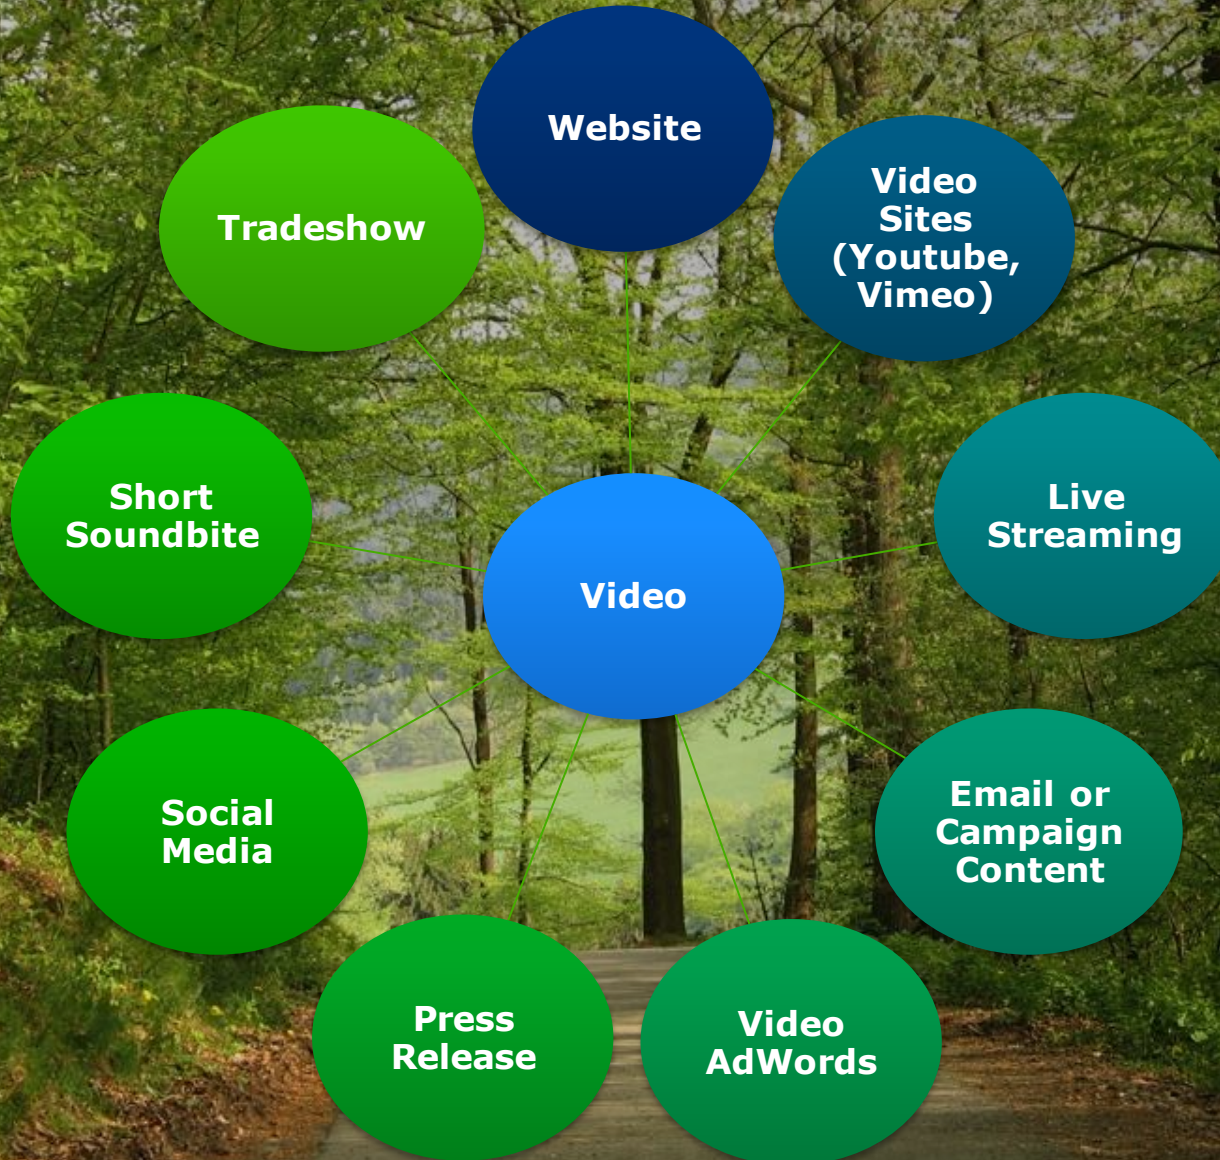 Website
Video
Sites
(Youtube,
Vimeo)
Live
Streaming
Email or
Campaign
Content
Video
AdWords
Press
Release
Social
Media
Short
Soundbite
Tradeshow
Video